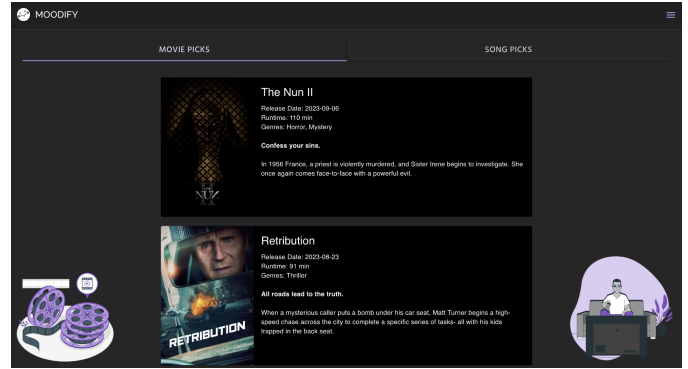 MOODIFY
MOVIE PICKS
SONG PICKS
The Nun II
Release Date: 2023-09-06
Runtime: 110 min
Genres: Horror, Mystery
Confess your sins.
In 1956 France, a priest is violently murdered, and Sister Irene begins to investigate. She
once again comes face-to-face with a powerful evil.
THE
NUN
II
Retribution
Release Date: 2023-08-23
Runtime: 91 min
Genres: Thriller
All roads lead to the truth.
When a mysterious caller puts a bomb under his car seat, Matt Turner begins a high-
speed chase across the city to complete a specific series of tasks- all with his kids
trapped in the back seat.
RETRIBUTION